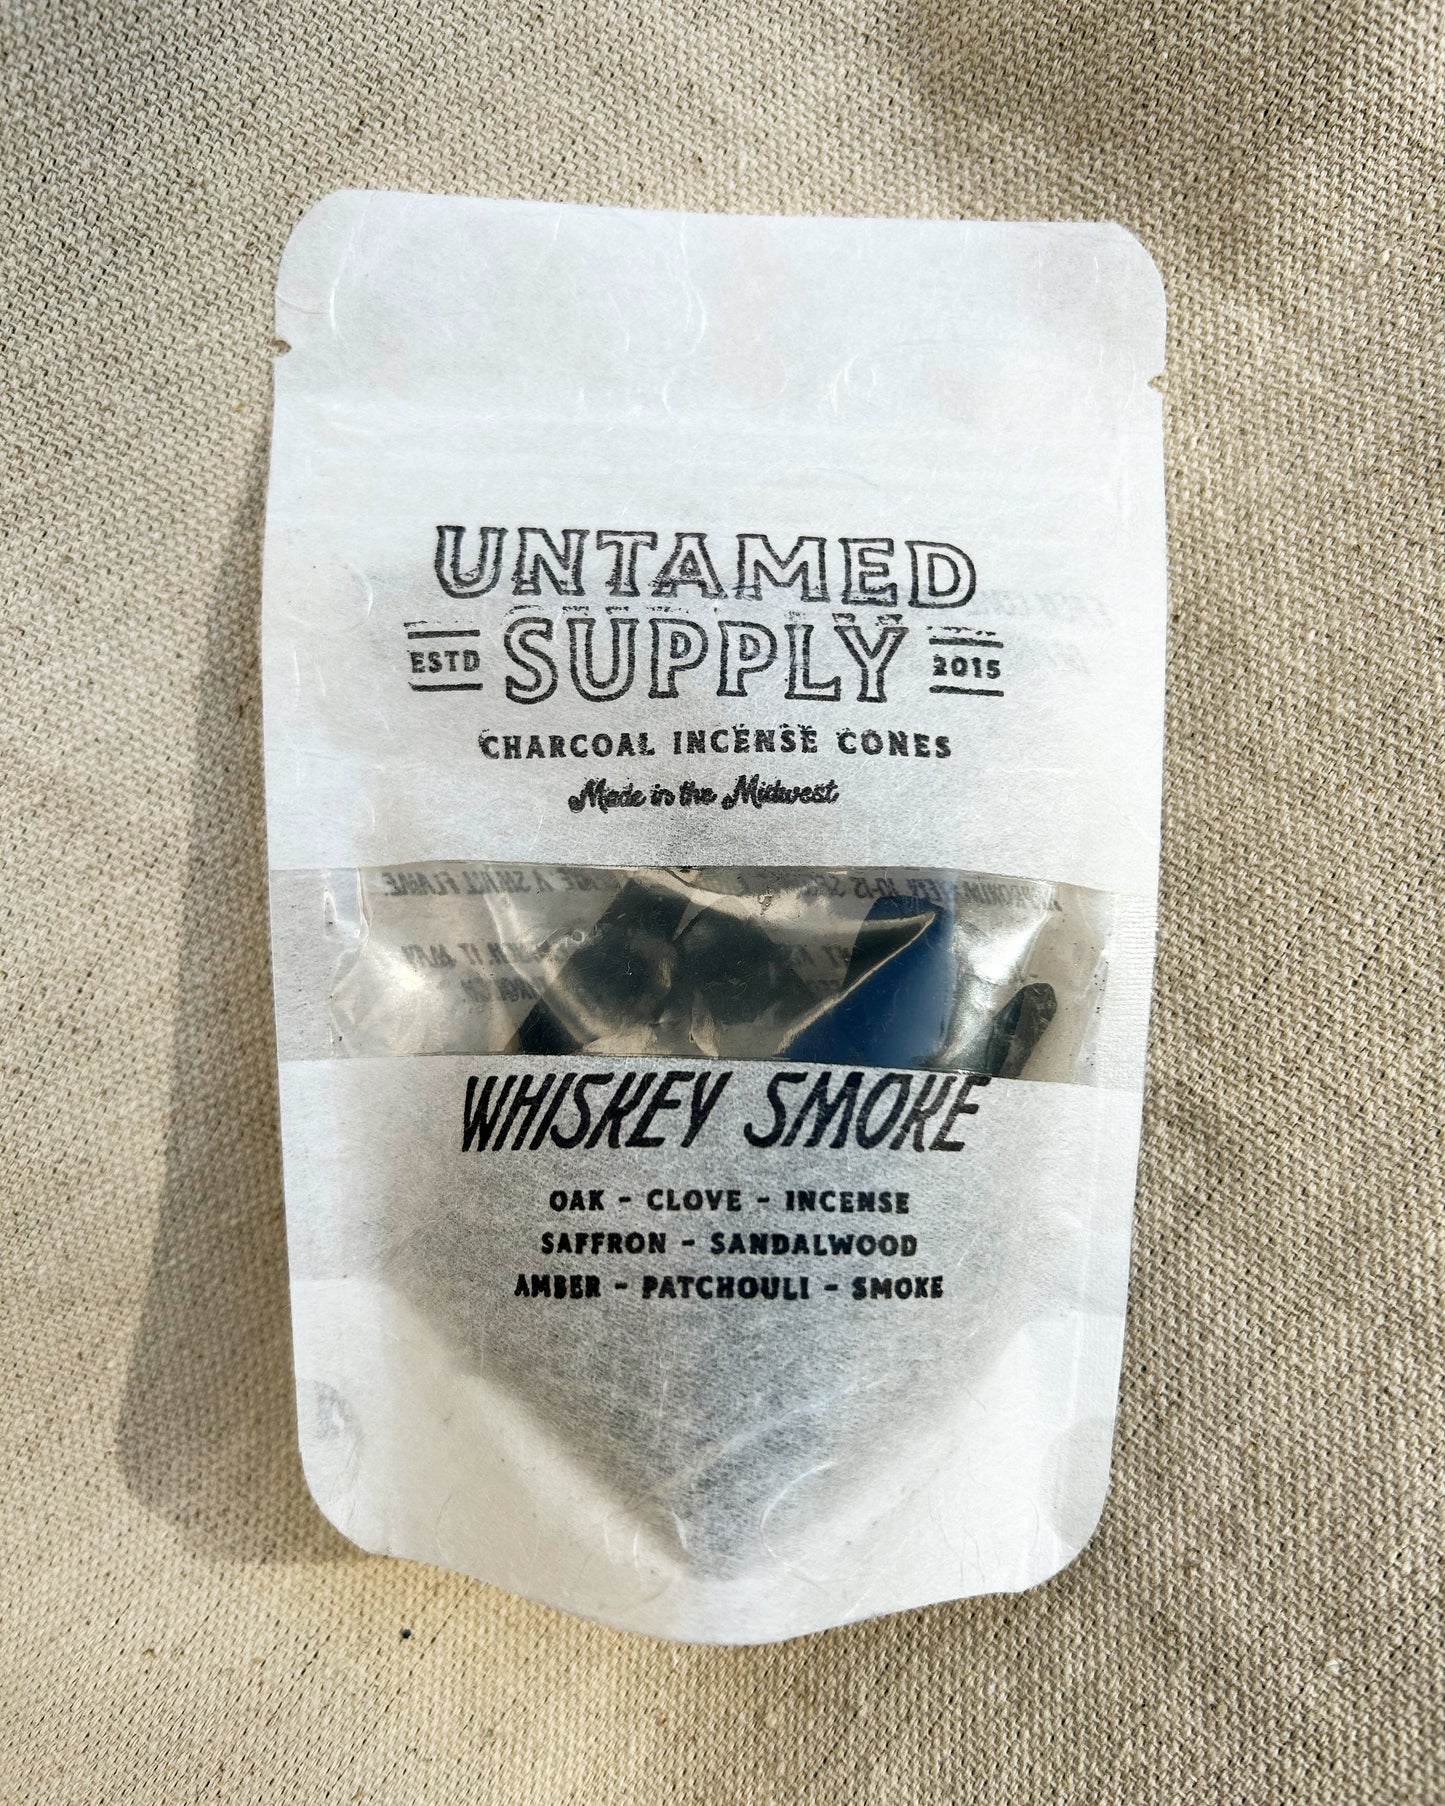 UNTAMED
ESTD SUPPLY 2015
CHARCOAL INCENSE CONES
Made in the Midwest
WHISKEY SMOKE
OAK - CLOVE - INCENSE
SAFFRON - SANDALWOOD
AMBER - PATCHOULI - SMOKE